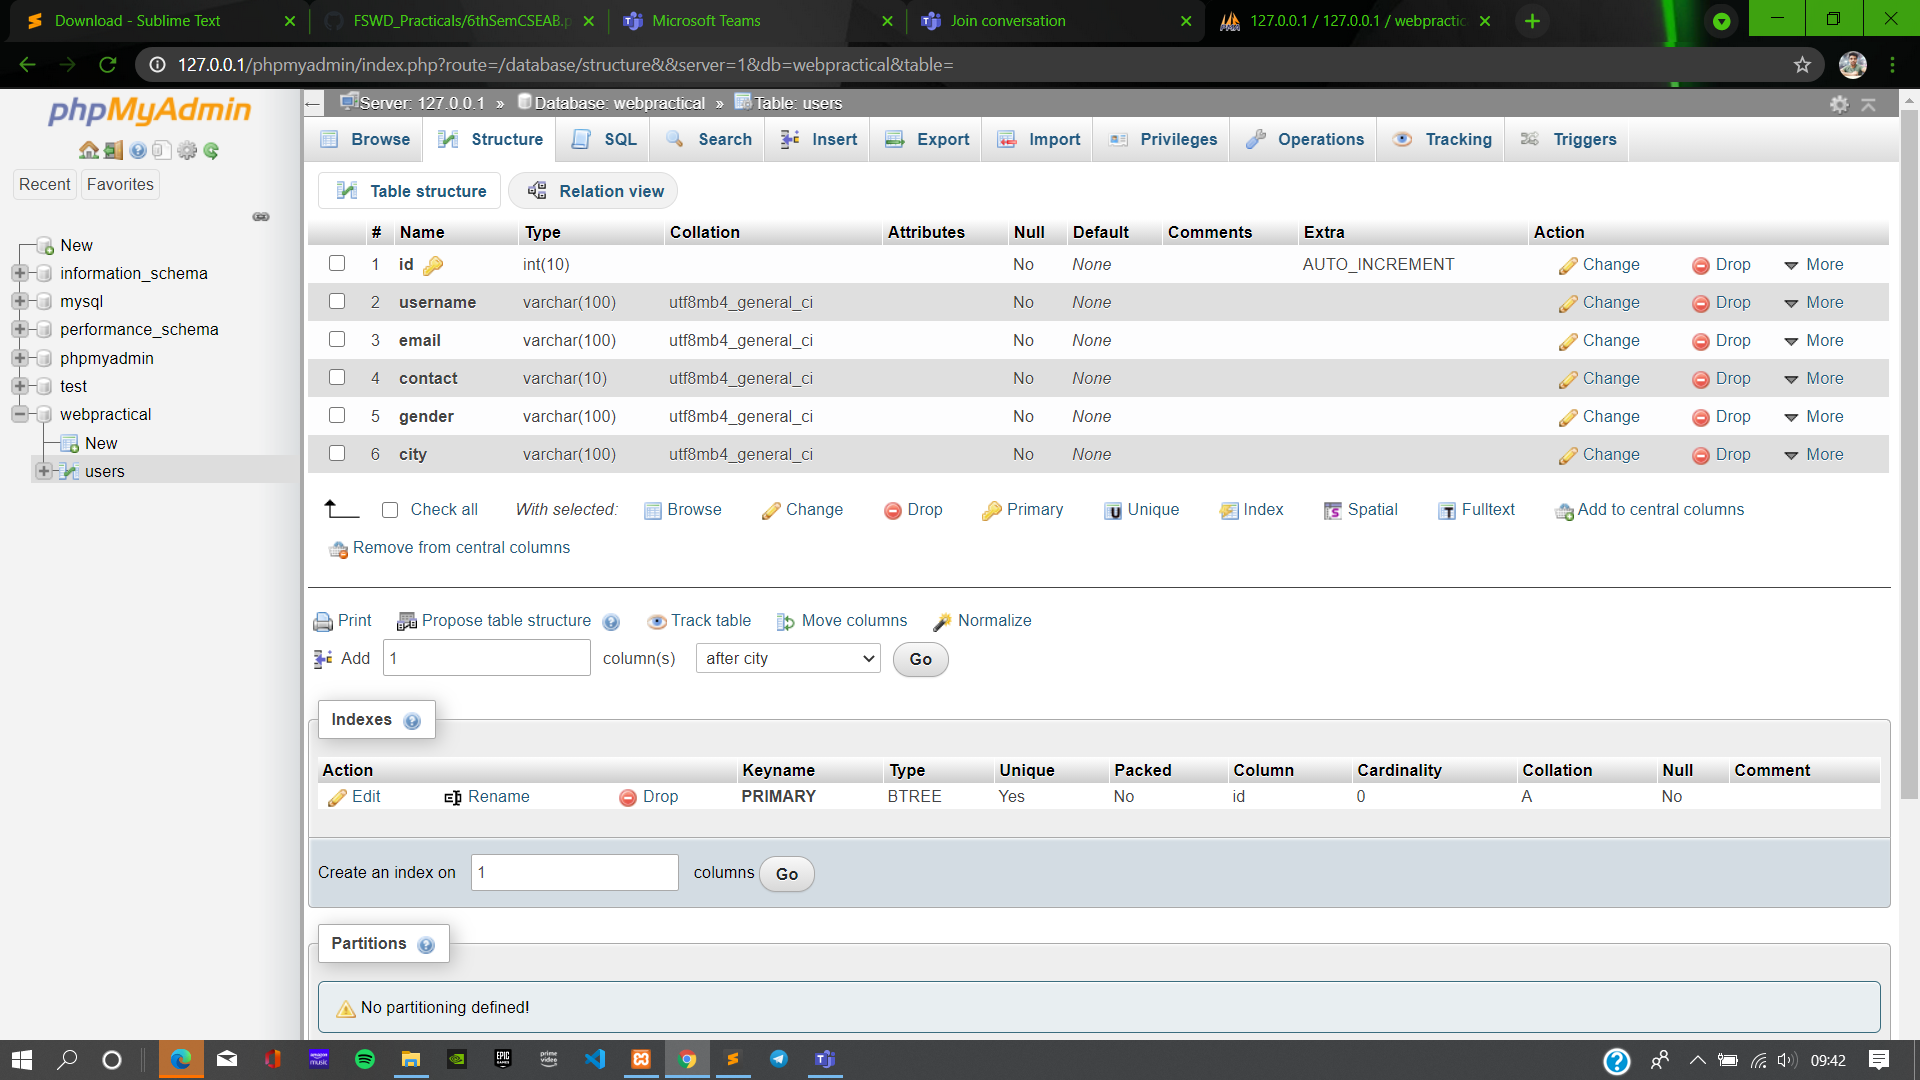 Download - Sublime Text
FSWD_Practicals/6thSemCSEAB.p
Microsoft Teams
Join conversation
127.0.0.1 / 127.0.0.1 / webpractic
127.0.0.1/phpmyadmin/index.php?route=/database/structure&&server=1&db=webpractical&table=
phpMyAdmin
Recent Favorites
New
information_schema
mysql
performance_schema
phpmyadmin
test
webpractical
New
users
Server: 127.0.0.1 » Database: webpractical » Table: users
Browse Structure SQL Search Insert Export Import Privileges Operations Tracking Triggers
Table structure Relation view
# Name Type Collation Attributes Null Default Comments Extra Action
1 id int(10) No None AUTO_INCREMENT Change Drop More
2 username varchar(100) utf8mb4_general_ci No None Change Drop More
3 email varchar(100) utf8mb4_general_ci No None Change Drop More
4 contact varchar(10) utf8mb4_general_ci No None Change Drop More
5 gender varchar(100) utf8mb4_general_ci No None Change Drop More
6 city varchar(100) utf8mb4_general_ci No None Change Drop More
Check all With selected: Browse Change Drop Primary Unique Index Spatial Fulltext Add to central columns
Remove from central columns
Print Propose table structure Track table Move columns Normalize
Add 1 column(s) after city Go
Indexes
Action Keyname Type Unique Packed Column Cardinality Collation Null Comment
Edit Rename Drop PRIMARY BTREE Yes No id 0 A No
Create an index on 1 columns Go
Partitions
No partitioning defined!
09:42